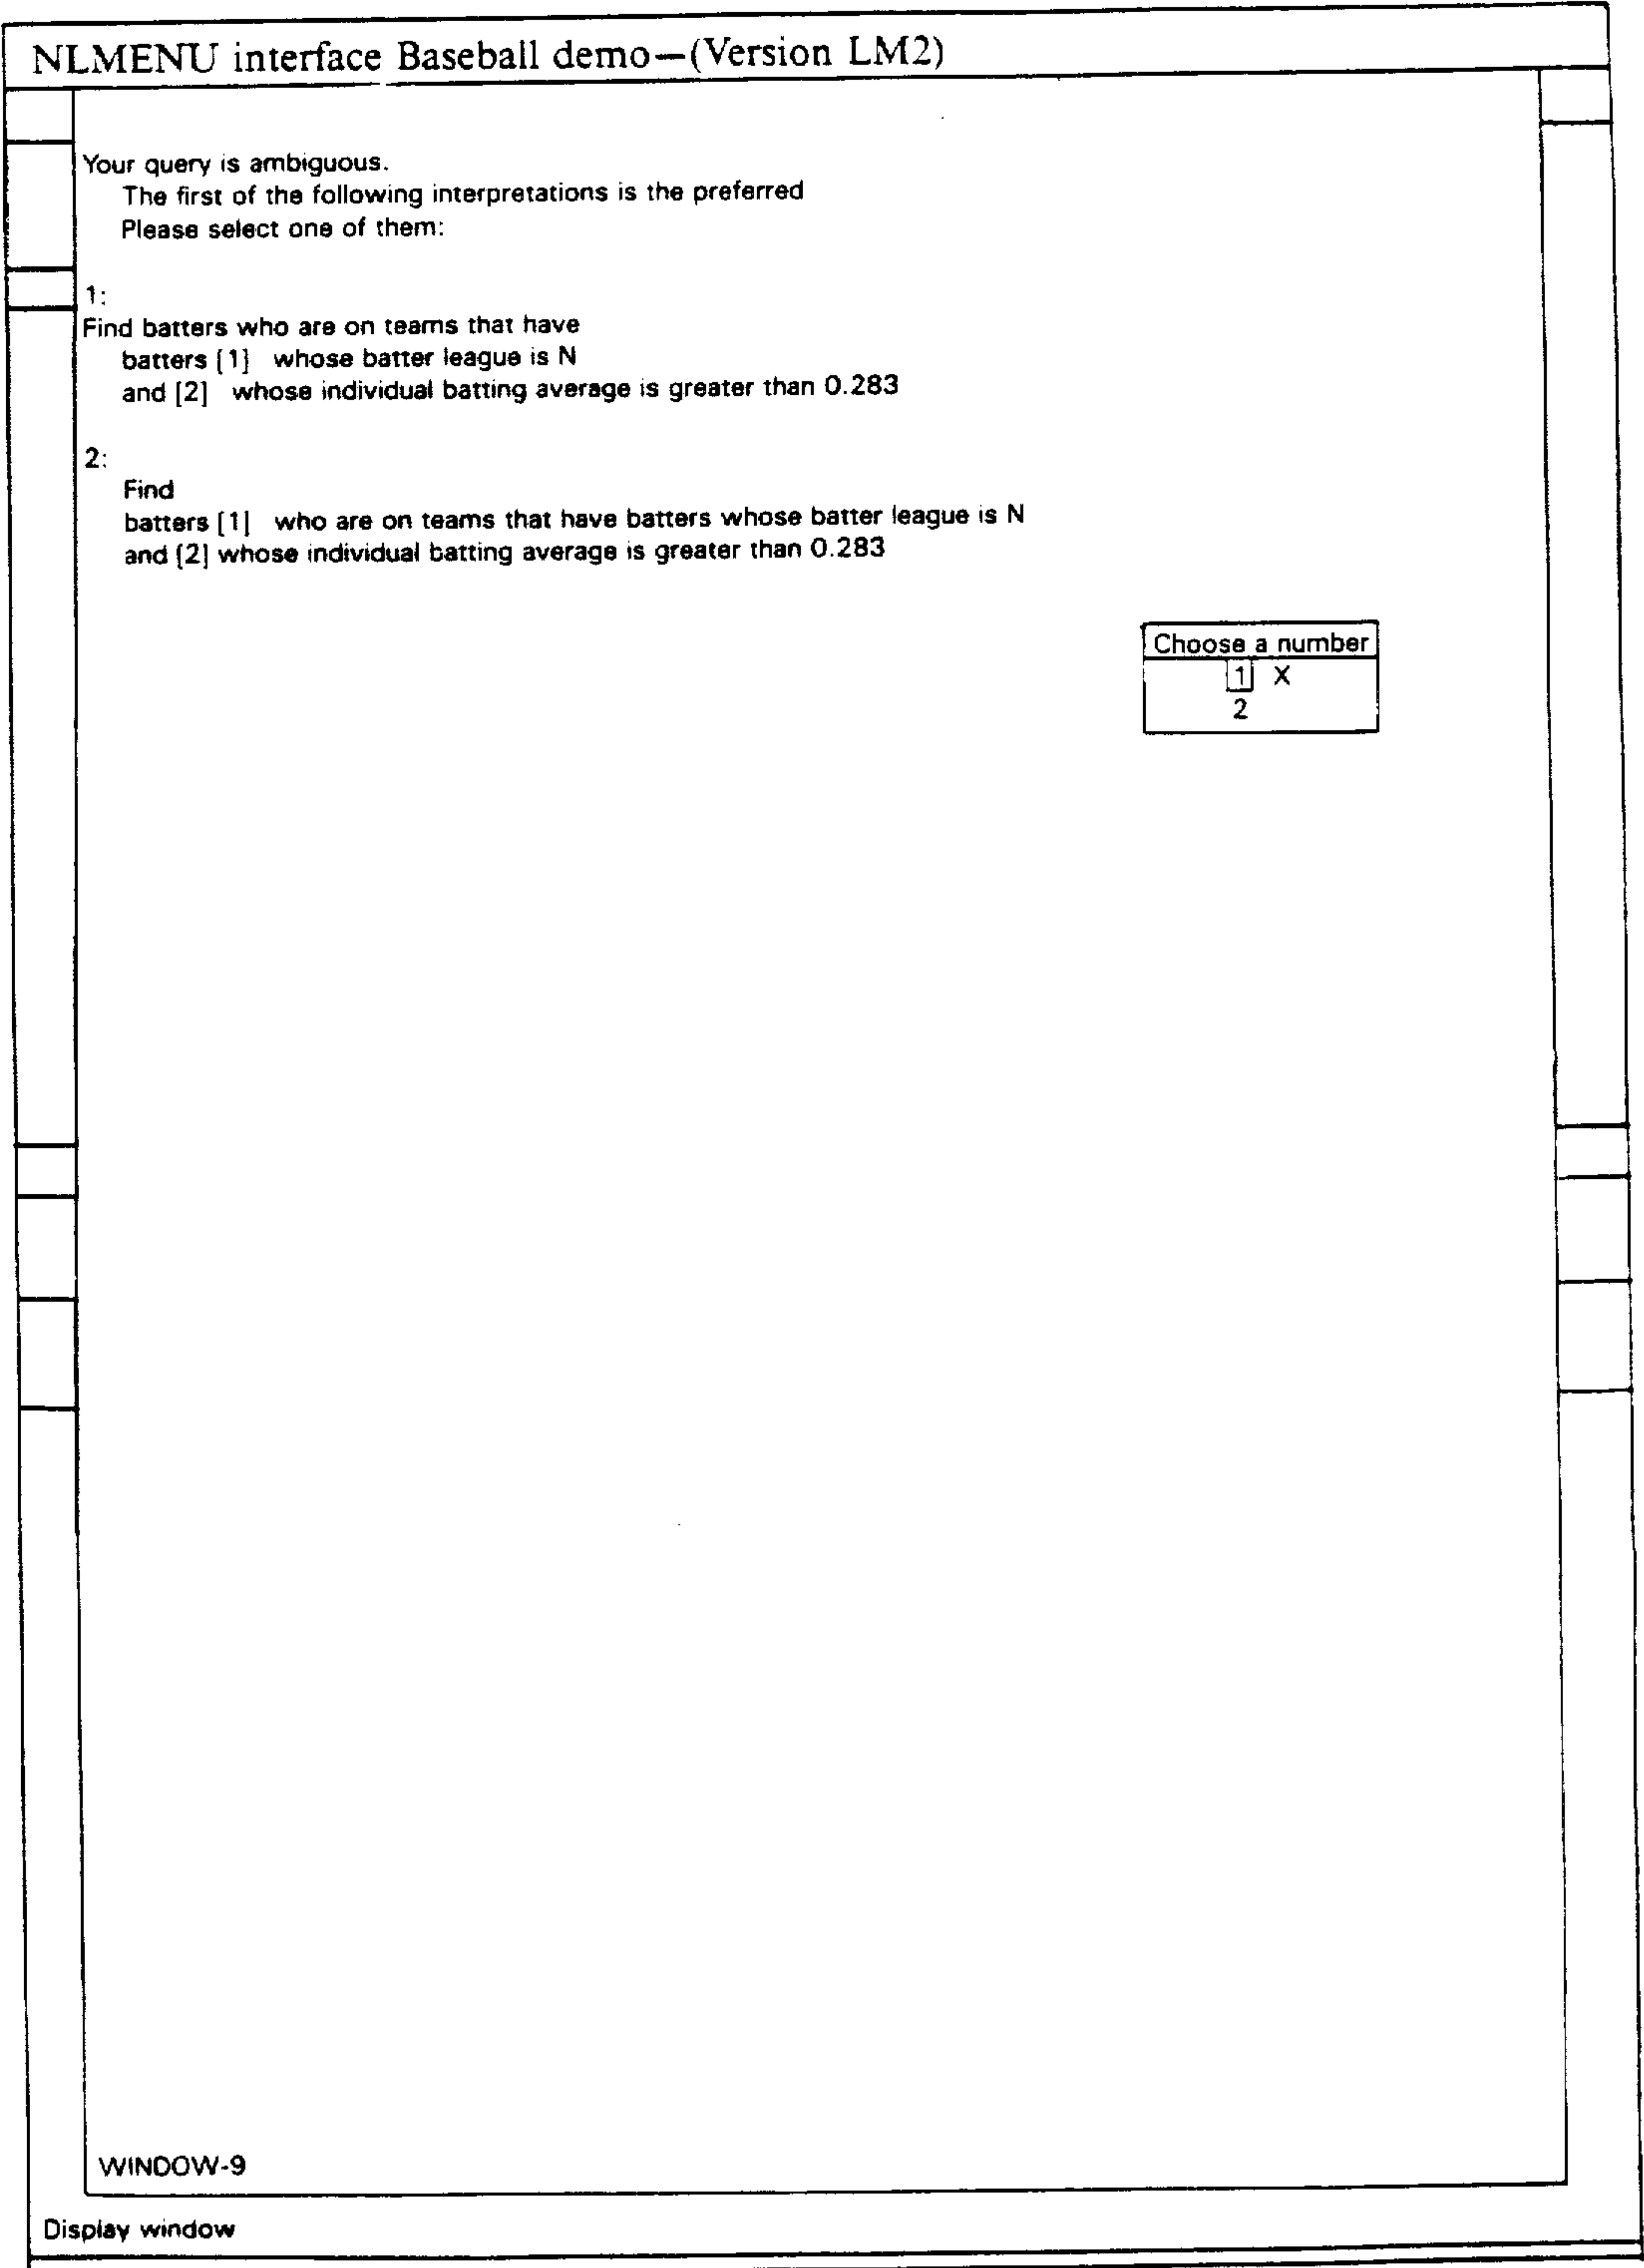 NLMENU interface Baseball demo—(Version LM2)
Your query is ambiguous.
The first of the following interpretations is the preferred
Please select one of them:
1:
Find batters who are on teams that have
batters [1] whose batter league is N
and [2] whose individual batting average is greater than 0.283
2:
Find
batters [1] who are on teams that have batters whose batter league is N
and [2] whose individual batting average is greater than 0.283
Choose a number
1 X
2
WINDOW-9
Display window